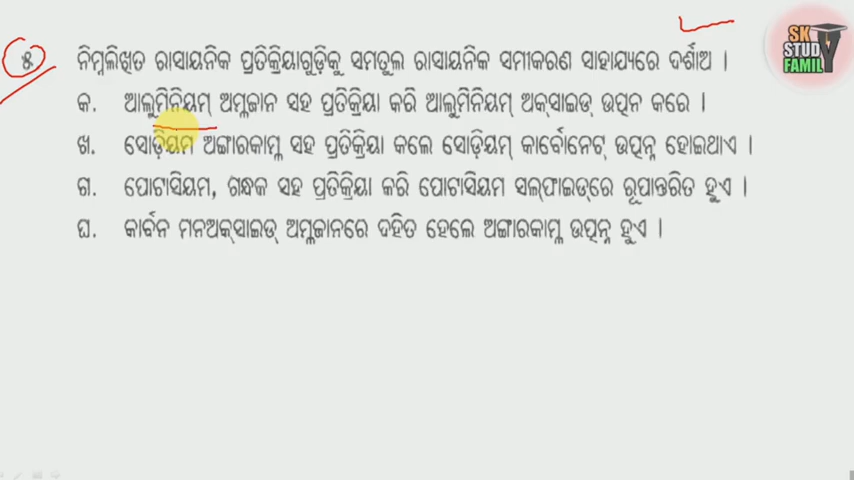 ୫ ନିମ୍ନଲିଖିତ ରାସାୟନିକ ପ୍ରତିକ୍ରିୟାଗୁଡ଼ିକୁ ସମତୁଲ ରାସାୟନିକ ସମୀକରଣ ସାହାଯ୍ୟରେ ଦର୍ଶାଅ ।
କ. ଆଲୁମିନିୟମ୍ ଅମ୍ଳଜାନ ସହ ପ୍ରତିକ୍ରିୟା କରି ଆଲୁମିନିୟମ୍ ଅକ୍‌ସାଇଡ୍ ଉତ୍ପନ କରେ ।
ଖ. ସୋଡ଼ିୟମ ଅଙ୍ଗାରକାମ୍ଳ ସହ ପ୍ରତିକ୍ରିୟା କଲେ ସୋଡ଼ିୟମ୍ କାର୍ବୋନେଟ୍ ଉତ୍ପନ୍ନ ହୋଇଥାଏ ।
ଗ. ପୋଟାସିୟମ, ଗନ୍ଧକ ସହ ପ୍ରତିକ୍ରିୟା କରି ପୋଟାସିୟମ ସଲ୍‌ଫାଇଡ୍‌ରେ ରୂପାନ୍ତରିତ ହୁଏ ।
ଘ. କାର୍ବନ ମନଅକ୍‌ସାଇଡ୍ ଅମ୍ଳଜାନରେ ଦହିତ ହେଲେ ଅଙ୍ଗାରକାମ୍ଳ ଉତ୍ପନ୍ନ ହୁଏ ।
SK
STUDY
FAMILY